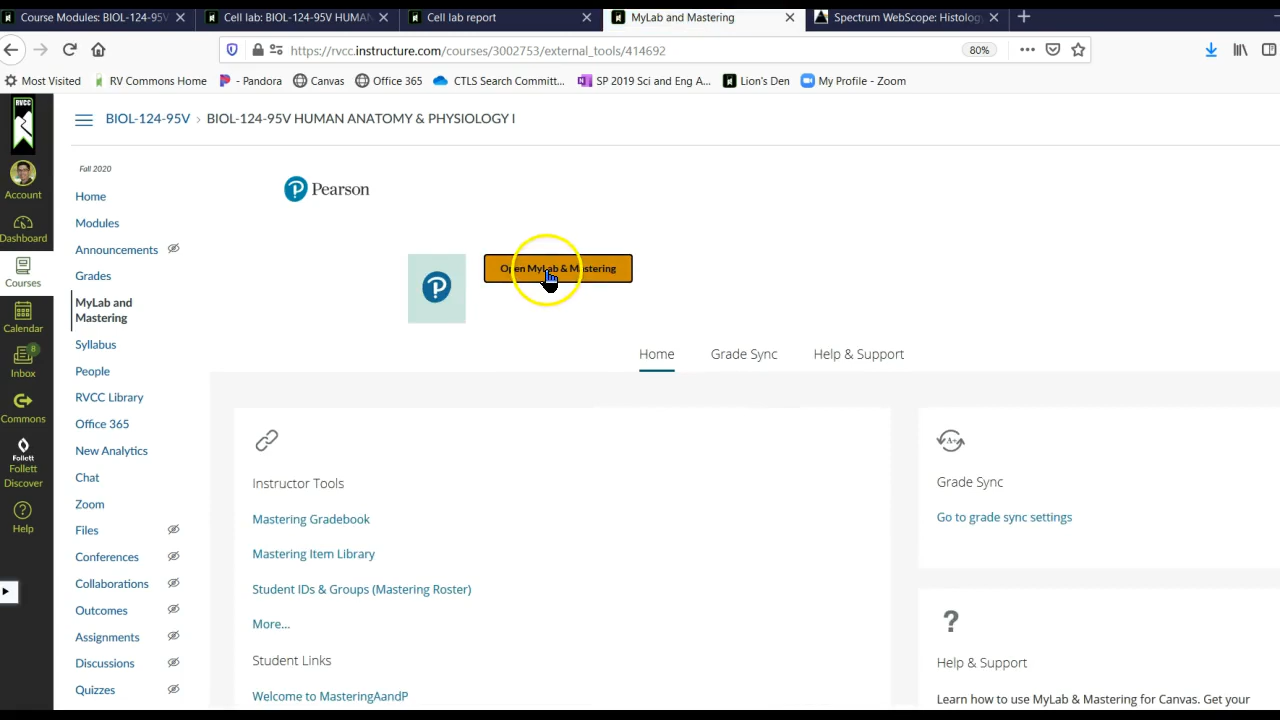 Course Modules: BIOL-124-95V
Cell lab: BIOL-124-95V HUMAN
Cell lab report
MyLab and Mastering
Spectrum WebScope: Histolog
https://rvcc.instructure.com/courses/3002753/external_tools/414692
80%
Most Visited
RV Commons Home
- Pandora
Canvas
Office 365
CTLS Search Committ...
SP 2019 Sci and Eng A...
Lion's Den
My Profile - Zoom
RVCC
BIOL-124-95V › BIOL-124-95V HUMAN ANATOMY & PHYSIOLOGY I
Account
Dashboard
Courses
Calendar
8
Inbox
Commons
Follett
Follett
Discover
Help
Fall 2020
Home
Modules
Announcements
Grades
MyLab and
Mastering
Syllabus
People
RVCC Library
Office 365
New Analytics
Chat
Zoom
Files
Conferences
Collaborations
Outcomes
Assignments
Discussions
Quizzes
P Pearson
P
Open MyLab & Mastering
Home
Grade Sync
Help & Support
Instructor Tools
Mastering Gradebook
Mastering Item Library
Student IDs & Groups (Mastering Roster)
More...
Student Links
Welcome to MasteringAandP
A+
Grade Sync
Go to grade sync settings
?
Help & Support
Learn how to use MyLab & Mastering for Canvas. Get your